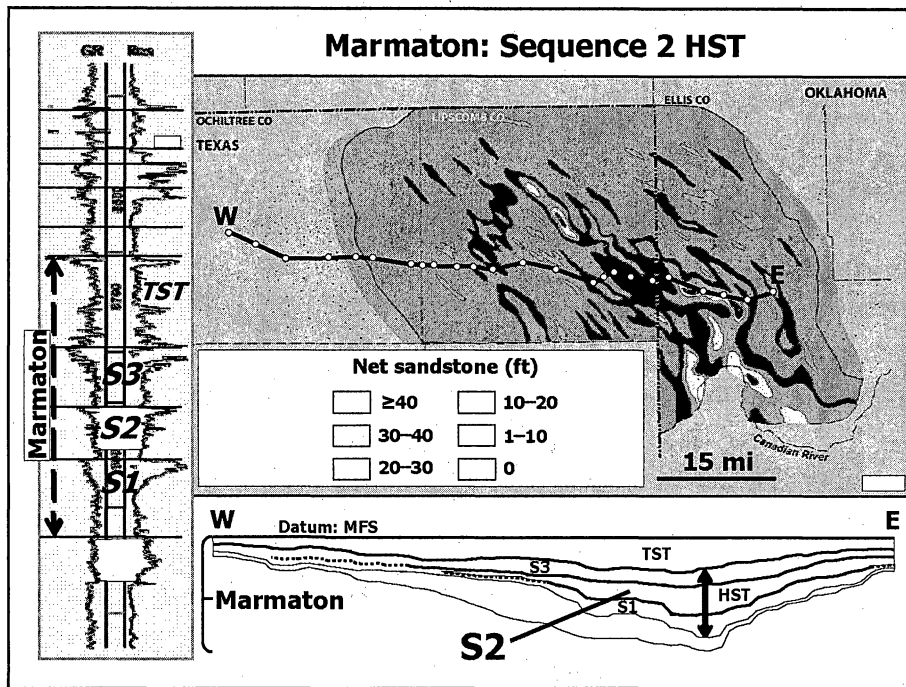 Marmaton: Sequence 2 HST
GR Res
OCHILTREE CO
LIPSCOMB CO
ELLIS CO
OKLAHOMA
TEXAS
W
E
TST
S3
S2
S1
Marmaton
Net sandstone (ft)
≥40 10–20
30–40 1–10
20–30 0
15 mi
Canadian River
W Datum: MFS E
TST
S3
HST
S1
Marmaton
S2